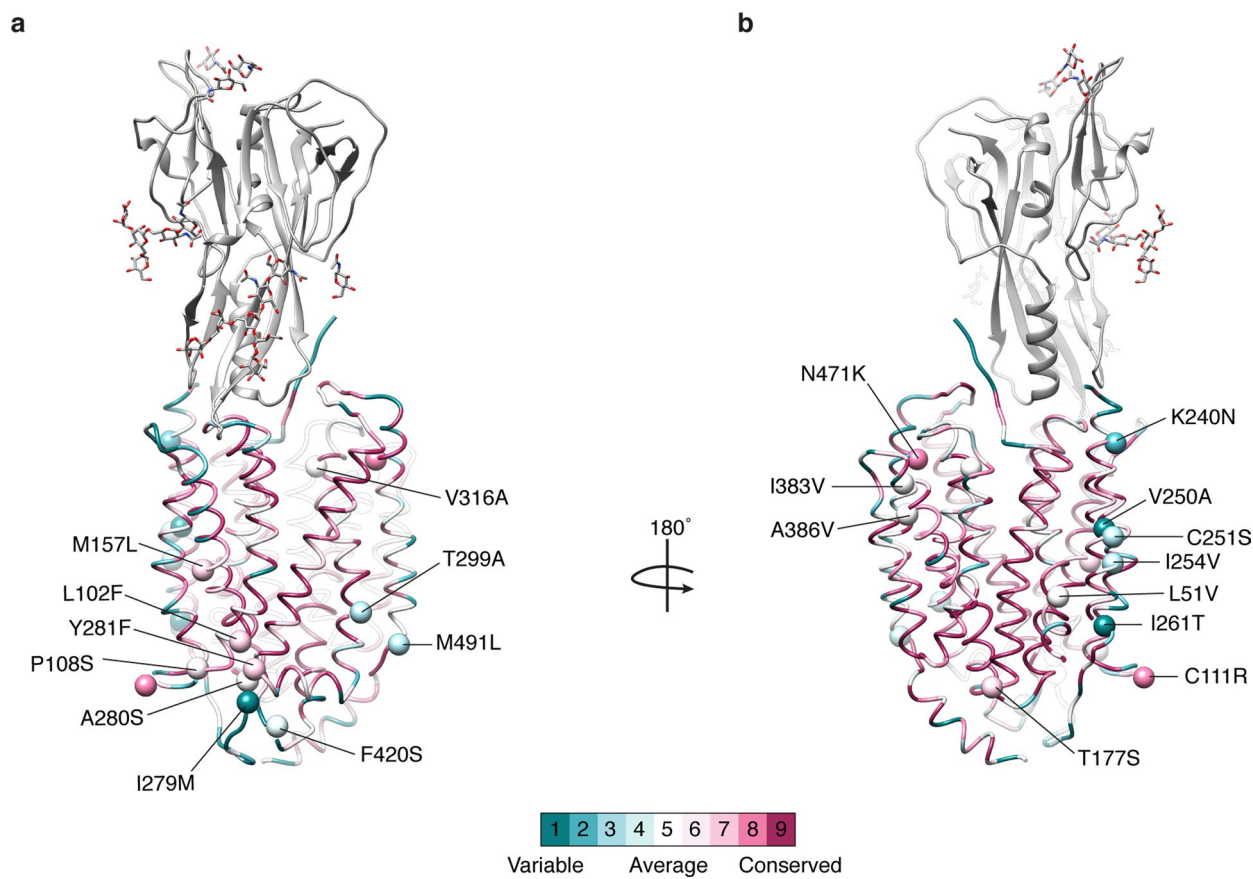 a
b
V316A
M157L
T299A
L102F
Y281F
M491L
P108S
A280S
F420S
I279M
180°
N471K
K240N
I383V
V250A
A386V
C251S
I254V
L51V
I261T
C111R
T177S
1 2 3 4 5 6 7 8 9
Variable Average Conserved